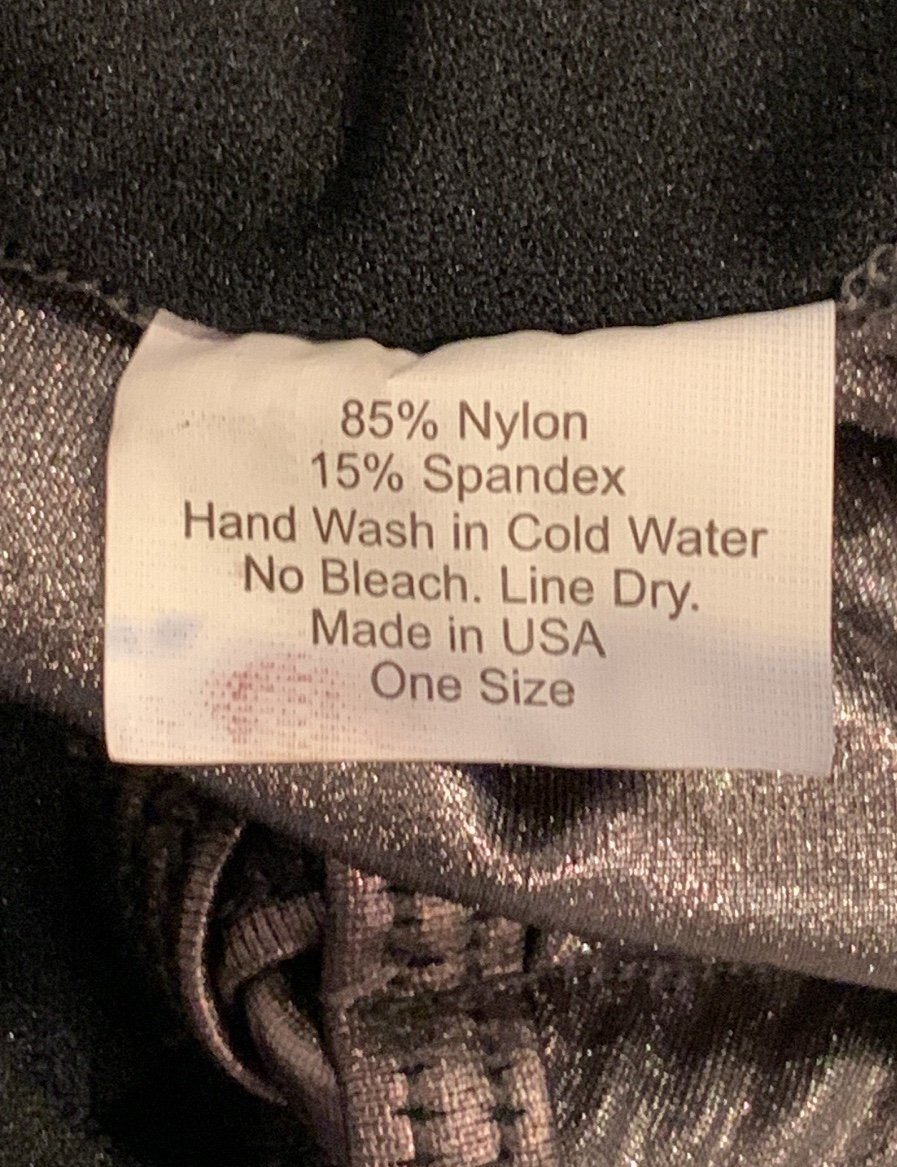 85% Nylon
15% Spandex
Hand Wash in Cold Water
No Bleach. Line Dry.
Made in USA
One Size